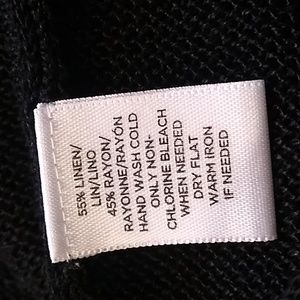 55% LINEN/
LIN/LINO
45% RAYON/
RAYONNE/RAYÓN
HAND WASH COLD
ONLY NON-
CHLORINE BLEACH
WHEN NEEDED
DRY FLAT
WARM IRON
IF NEEDED